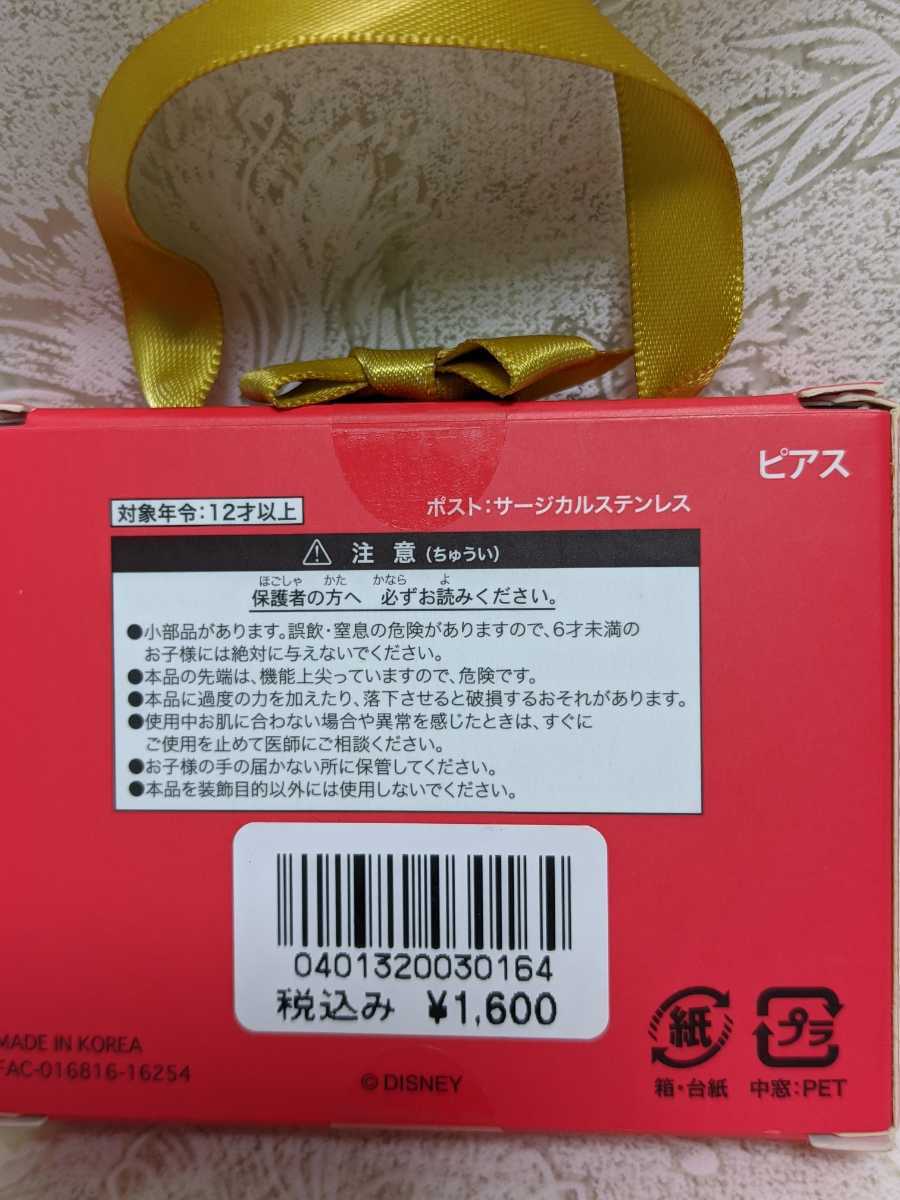 ピアス
対象年令:12才以上
ポスト:サージカルステンレス
注 意 (ちゅうい)
ほごしゃ かた かなら よ
保護者の方へ 必ずお読みください。
●小部品があります。誤飲・窒息の危険がありますので、6才未満の
お子様には絶対に与えないでください。
●本品の先端は、機能上尖っていますので、危険です。
●本品に過度の力を加えたり、落下させると破損するおそれがあります。
●使用中お肌に合わない場合や異常を感じたときは、すぐに
ご使用を止めて医師にご相談ください。
●お子様の手の届かない所に保管してください。
●本品を装飾目的以外には使用しないでください。
0401320030164
税込み ¥1,600
MADE IN KOREA
FAC-016816-16254
© DISNEY
紙
箱・台紙
プラ
中窓:PET